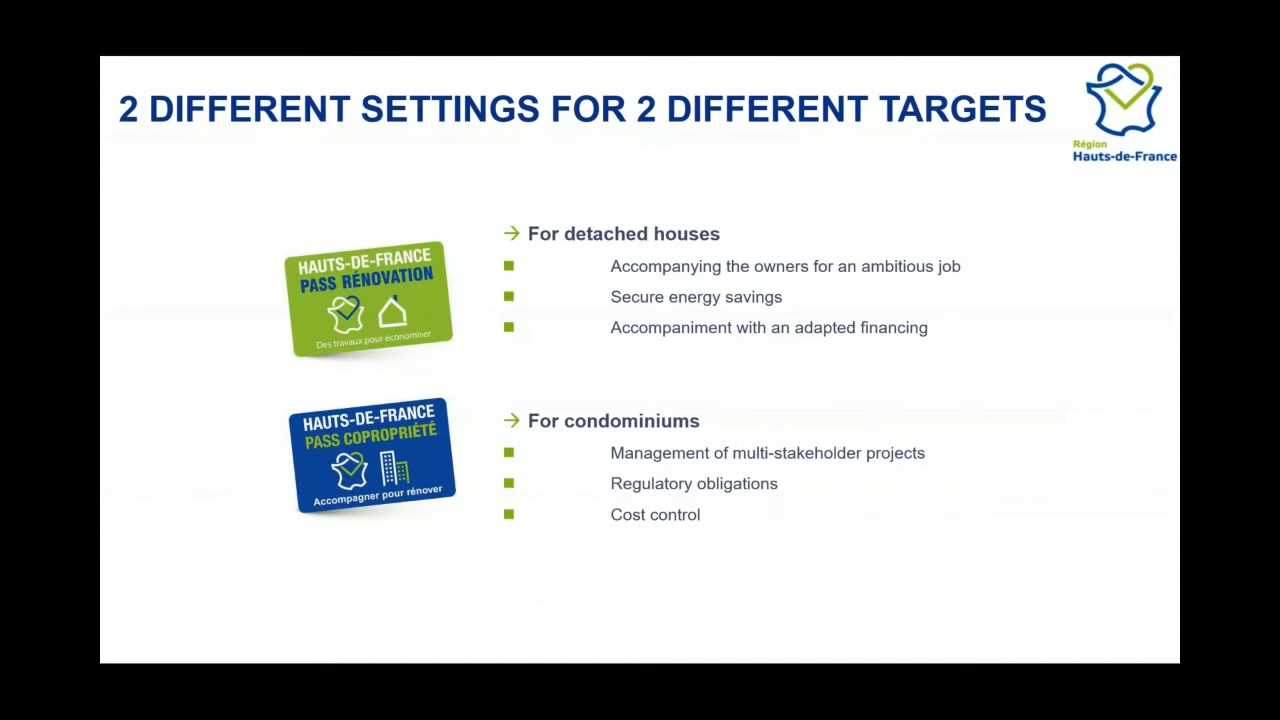 2 DIFFERENT SETTINGS FOR 2 DIFFERENT TARGETS
Région
Hauts-de-France
HAUTS-DE-FRANCE
PASS RÉNOVATION
Des travaux pour économiser
→ For detached houses
Accompanying the owners for an ambitious job
Secure energy savings
Accompaniment with an adapted financing
HAUTS-DE-FRANCE
PASS COPROPRIÉTÉ
Accompagner pour rénover
→ For condominiums
Management of multi-stakeholder projects
Regulatory obligations
Cost control